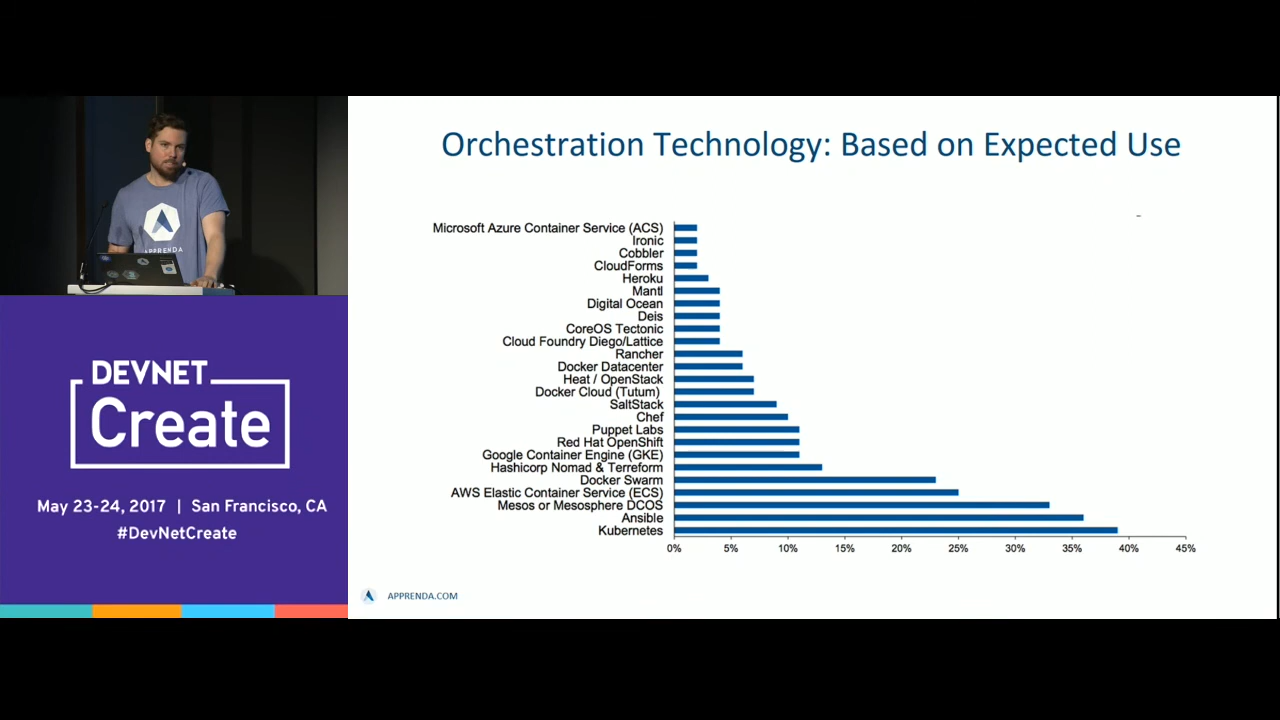 Orchestration Technology: Based on Expected Use
Microsoft Azure Container Service (ACS)
Ironic
Cobbler
CloudForms
Heroku
Mantl
Digital Ocean
Deis
CoreOS Tectonic
Cloud Foundry Diego/Lattice
Rancher
Docker Datacenter
Heat / OpenStack
Docker Cloud (Tutum)
SaltStack
Chef
Puppet Labs
Red Hat OpenShift
Google Container Engine (GKE)
Hashicorp Nomad & Terreform
Docker Swarm
AWS Elastic Container Service (ECS)
Mesos or Mesosphere DCOS
Ansible
Kubernetes
0% 5% 10% 15% 20% 25% 30% 35% 40% 45%
APPRENDA.COM
APPRENDA
DEVNET
Create
May 23-24, 2017 | San Francisco, CA
#DevNetCreate